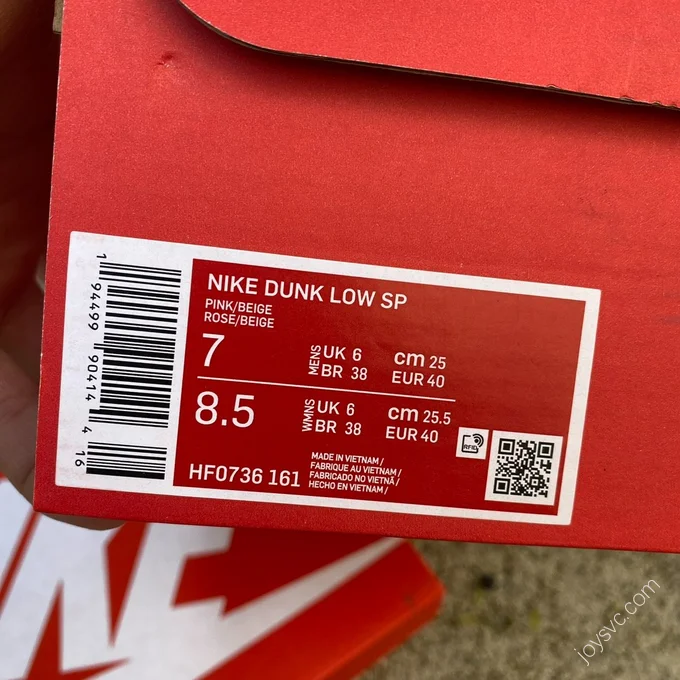 NIKE DUNK LOW SP
PINK/BEIGE
ROSE/BEIGE
7 MENS UK 6 cm 25
BR 38 EUR 40
8.5 WMNS UK 6 cm 25.5
BR 38 EUR 40
HF0736 161
MADE IN VIETNAM /
FABRIQUE AU VIETNAM /
FABRICADO NO VIETNÃ /
HECHO EN VIETNAM /
RFID
1 94499 90414 4 16
joysvc.com